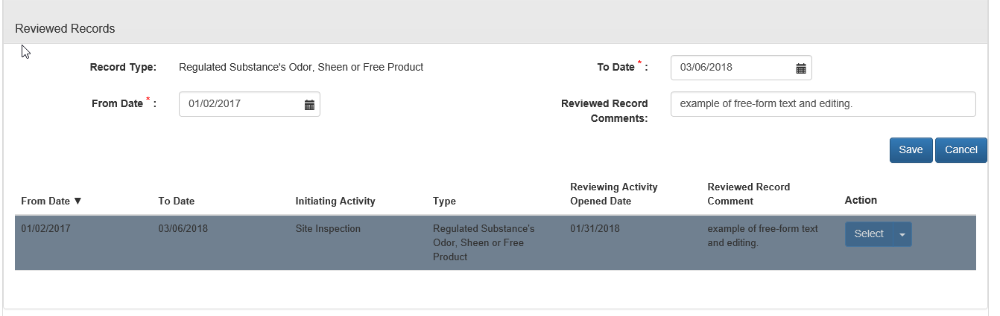 Reviewed Records
Record Type: Regulated Substance's Odor, Sheen or Free Product
To Date * : 03/06/2018
From Date * : 01/02/2017
Reviewed Record
Comments:
example of free-form text and editing.
Save Cancel
From Date ▼ To Date Initiating Activity Type
Reviewing Activity
Opened Date
Reviewed Record
Comment
Action
01/02/2017 03/06/2018 Site Inspection
Regulated Substance's
Odor, Sheen or Free
Product
01/31/2018
example of free-form text
and editing.
Select